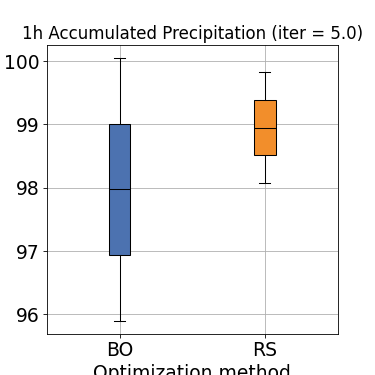 1h Accumulated Precipitation (iter = 5.0)
100
99
98
97
96
BO RS
Optimization method